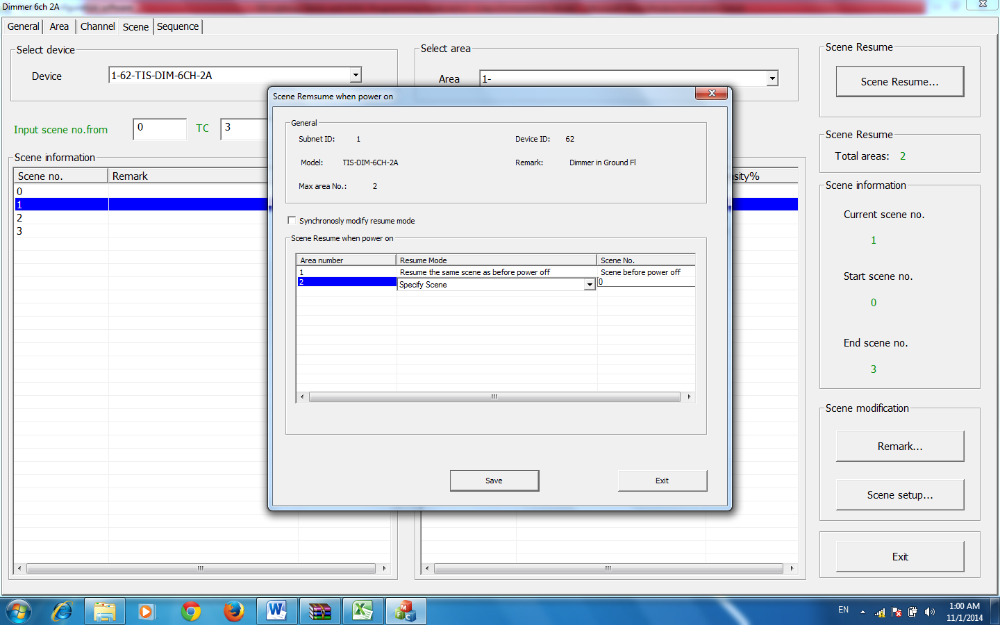 Dimmer 6ch 2A
General Area Channel Scene Sequence
Select device
Device 1-62-TIS-DIM-6CH-2A
Select area
Area 1-
Scene Resume
Scene Resume...
Input scene no.from 0 TC 3
Scene information
Scene no. Remark
0
1
2
3
sity%
Scene Remsume when power on
General
Subnet ID: 1 Device ID: 62
Model: TIS-DIM-6CH-2A Remark: Dimmer in Ground Fl
Max area No.: 2
Synchronosly modify resume mode
Scene Resume when power on
Area number Resume Mode Scene No.
1 Resume the same scene as before power off Scene before power off
2 Specify Scene 0
Save Exit
Scene Resume
Total areas: 2
Scene information
Current scene no.
1
Start scene no.
0
End scene no.
3
Scene modification
Remark...
Scene setup...
Exit
EN 1:00 AM
11/1/2014